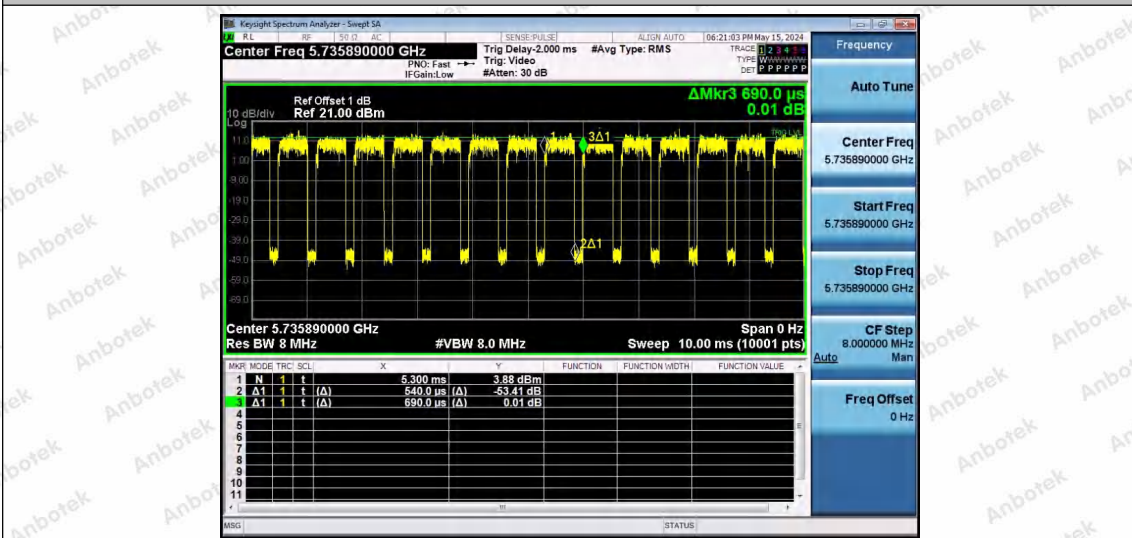 Keysight Spectrum Analyzer - Swept SA
RL RF 50 Ω AC SENSE:PULSE ALIGN AUTO 06:21:03 PM May 15, 2024
Center Freq 5.735890000 GHz
PNO: Fast
IFGain:Low
Trig Delay-2.000 ms
Trig: Video
#Atten: 30 dB
#Avg Type: RMS
TRACE 1 2 3 4 5 6
TYPE W
DET P P P P P P
Ref Offset 1 dB
10 dB/div Ref 21.00 dBm
ΔMkr3 690.0 µs
0.01 dB
Log
11.0
1.00
-9.00
-19.0
-29.0
-39.0
-49.0
-59.0
-69.0
1
3Δ1
2Δ1
TRIG LVL
Center 5.735890000 GHz Span 0 Hz
Res BW 8 MHz #VBW 8.0 MHz Sweep 10.00 ms (10001 pts)
MKR MODE TRC SCL X Y FUNCTION FUNCTION WIDTH FUNCTION VALUE
1 N 1 t 5.300 ms 3.88 dBm
2 Δ1 1 t (Δ) 540.0 µs (Δ) -53.41 dB
3 Δ1 1 t (Δ) 690.0 µs (Δ) 0.01 dB
4
5
6
7
8
9
10
11
MSG STATUS
Frequency
Auto Tune
Center Freq
5.735890000 GHz
Start Freq
5.735890000 GHz
Stop Freq
5.735890000 GHz
CF Step
8.000000 MHz
Auto Man
Freq Offset
0 Hz
Anbotek